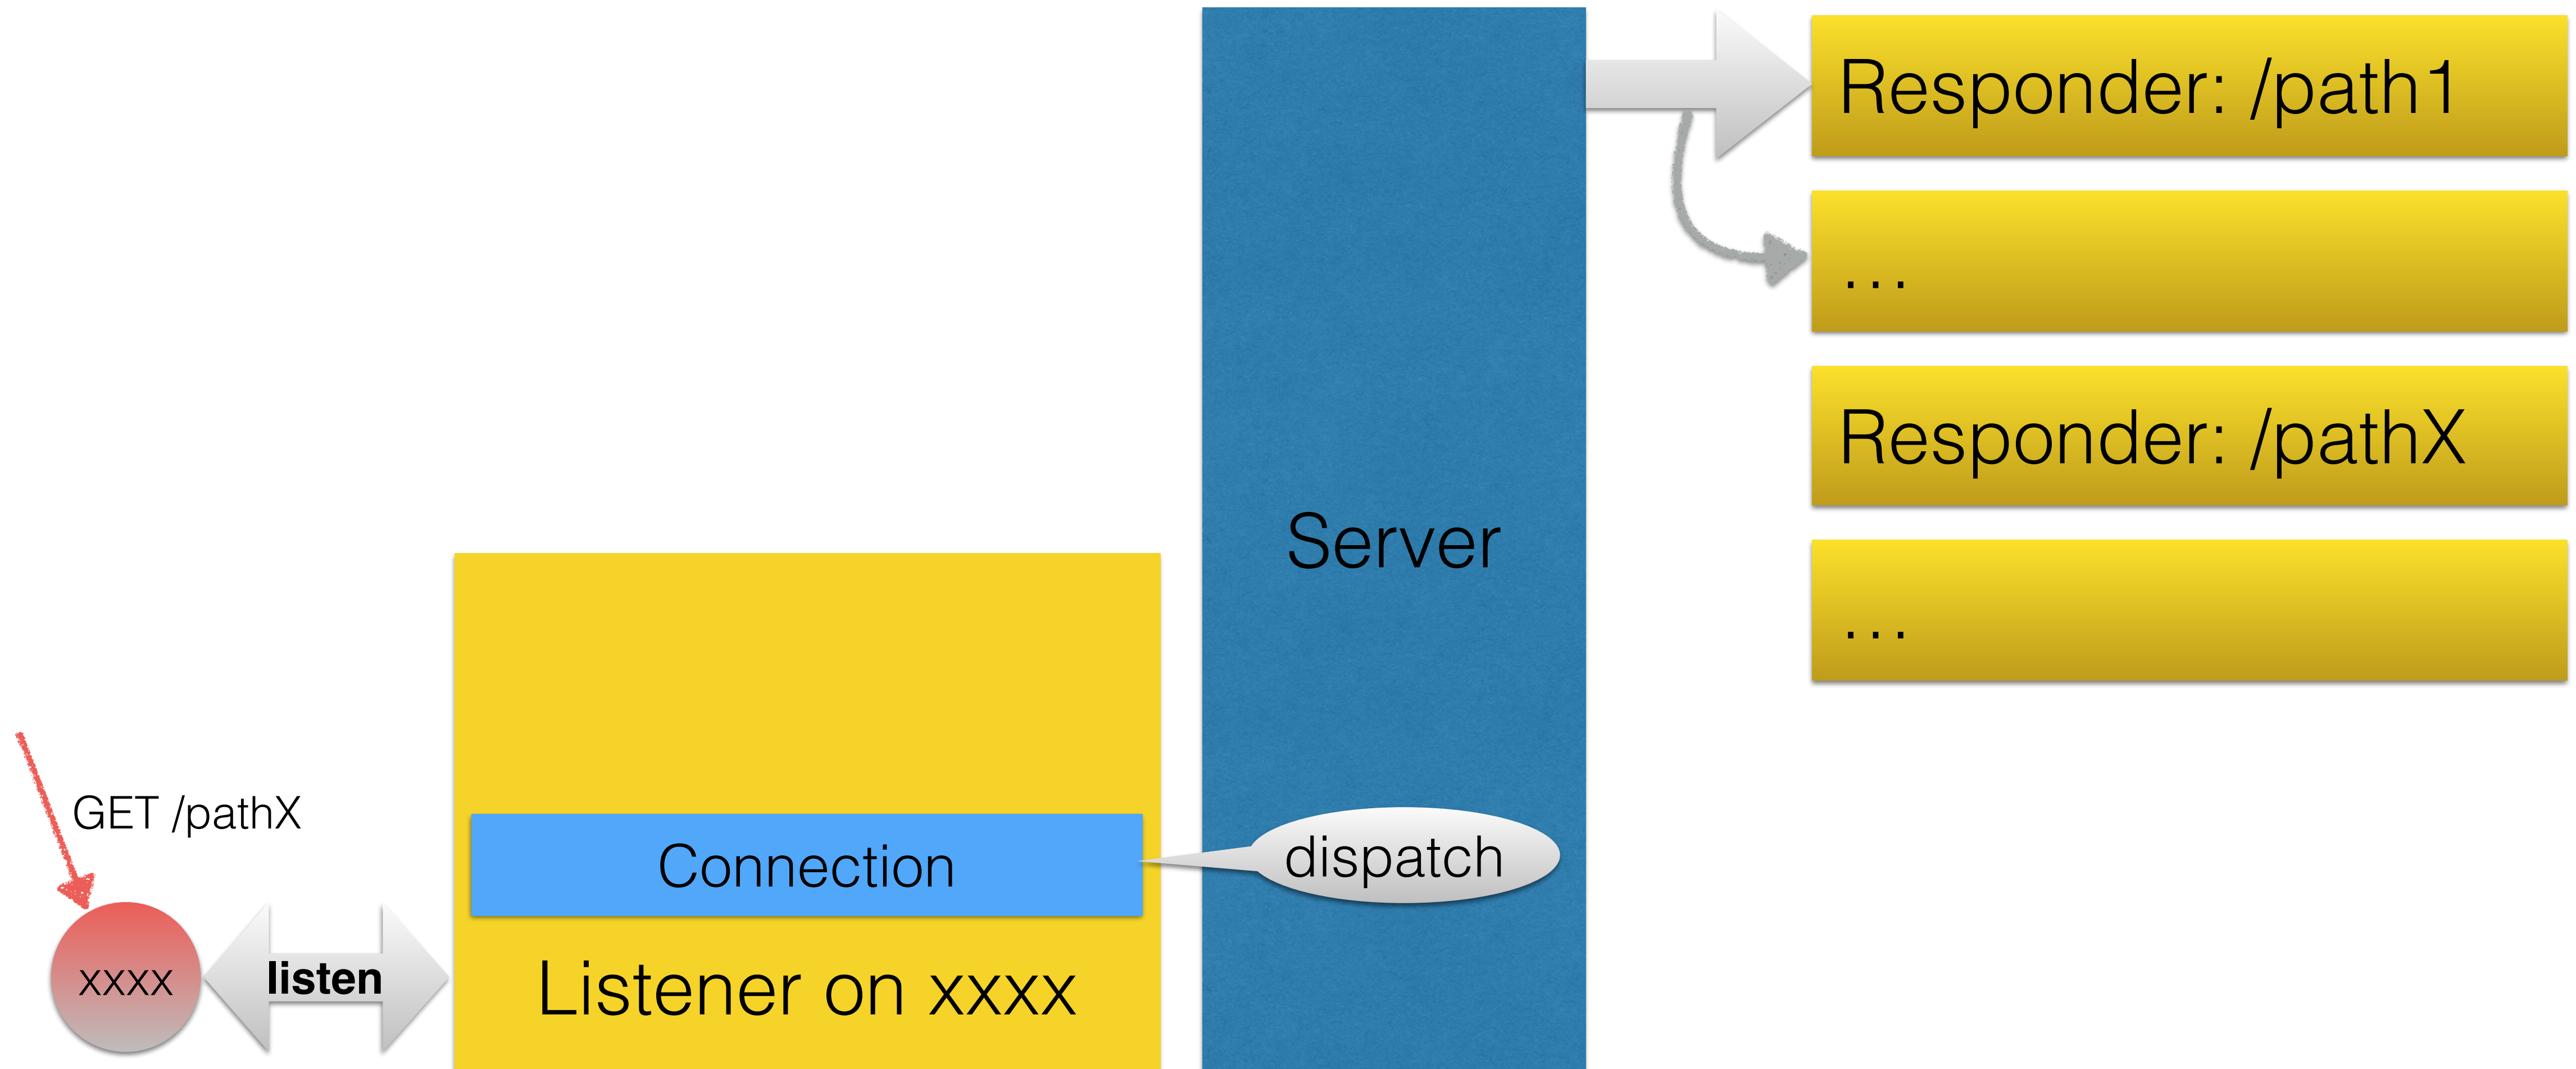 Responder: /path1
...
Responder: /pathX
Server
...
GET /pathX
Connection
dispatch
xxxx
listen
Listener on xxxx